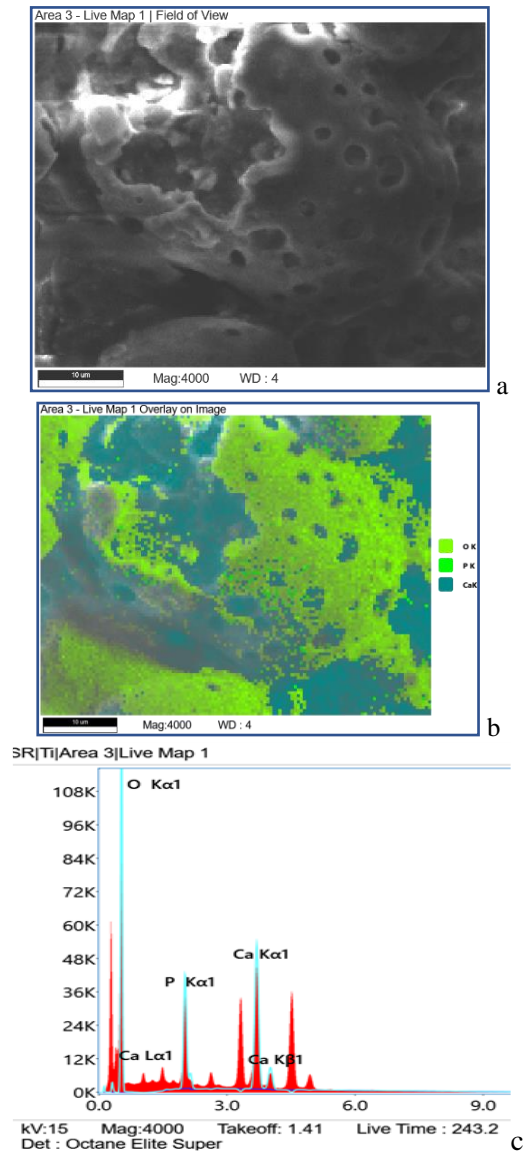 Area 3 - Live Map 1 | Field of View
10 um Mag:4000 WD : 4
a
Area 3 - Live Map 1 Overlay on Image
O K
P K
CaK
10 um Mag:4000 WD : 4
b
SR|Ti|Area 3|Live Map 1
108K
O Kα1
96K
84K
72K
60K
48K
Ca Kα1
P Kα1
36K
24K
12K
Ca Lα1
Ca Kβ1
0K
0.0 3.0 6.0 9.0
kV:15 Mag:4000 Takeoff: 1.41 Live Time : 243.2
Det : Octane Elite Super
c